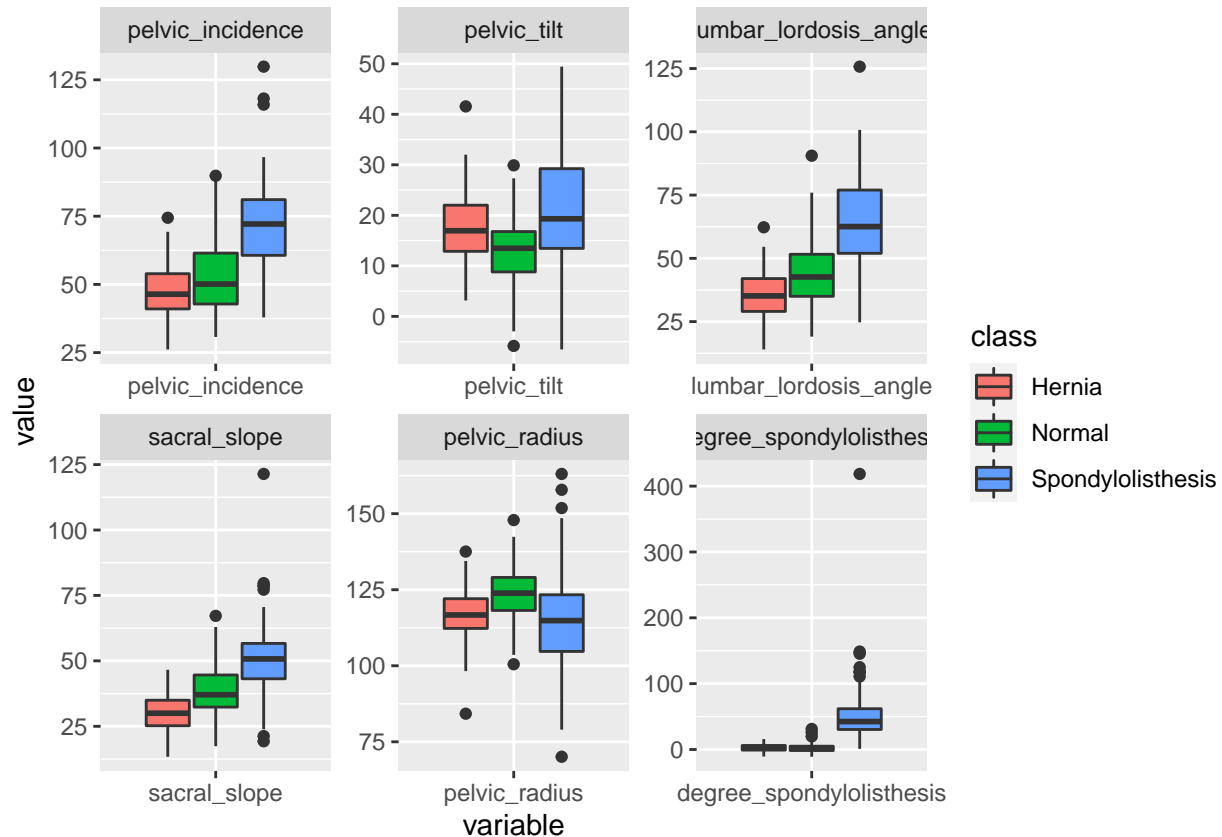 pelvic_incidence
pelvic_tilt
umbar_lordosis_angle
125
100
75
50
25
50
40
30
20
10
0
125
100
75
50
25
pelvic_incidence
pelvic_tilt
lumbar_lordosis_angle
value
sacral_slope
pelvic_radius
egree_spondylolisthes
125
100
75
50
25
150
125
100
75
400
300
200
100
0
sacral_slope
pelvic_radius
degree_spondylolisthesis
variable
class
Hernia
Normal
Spondylolisthesis